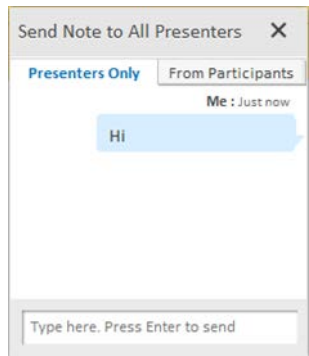 Send Note to All Presenters
Presenters Only From Participants
Me : Just now
Hi
Type here. Press Enter to send